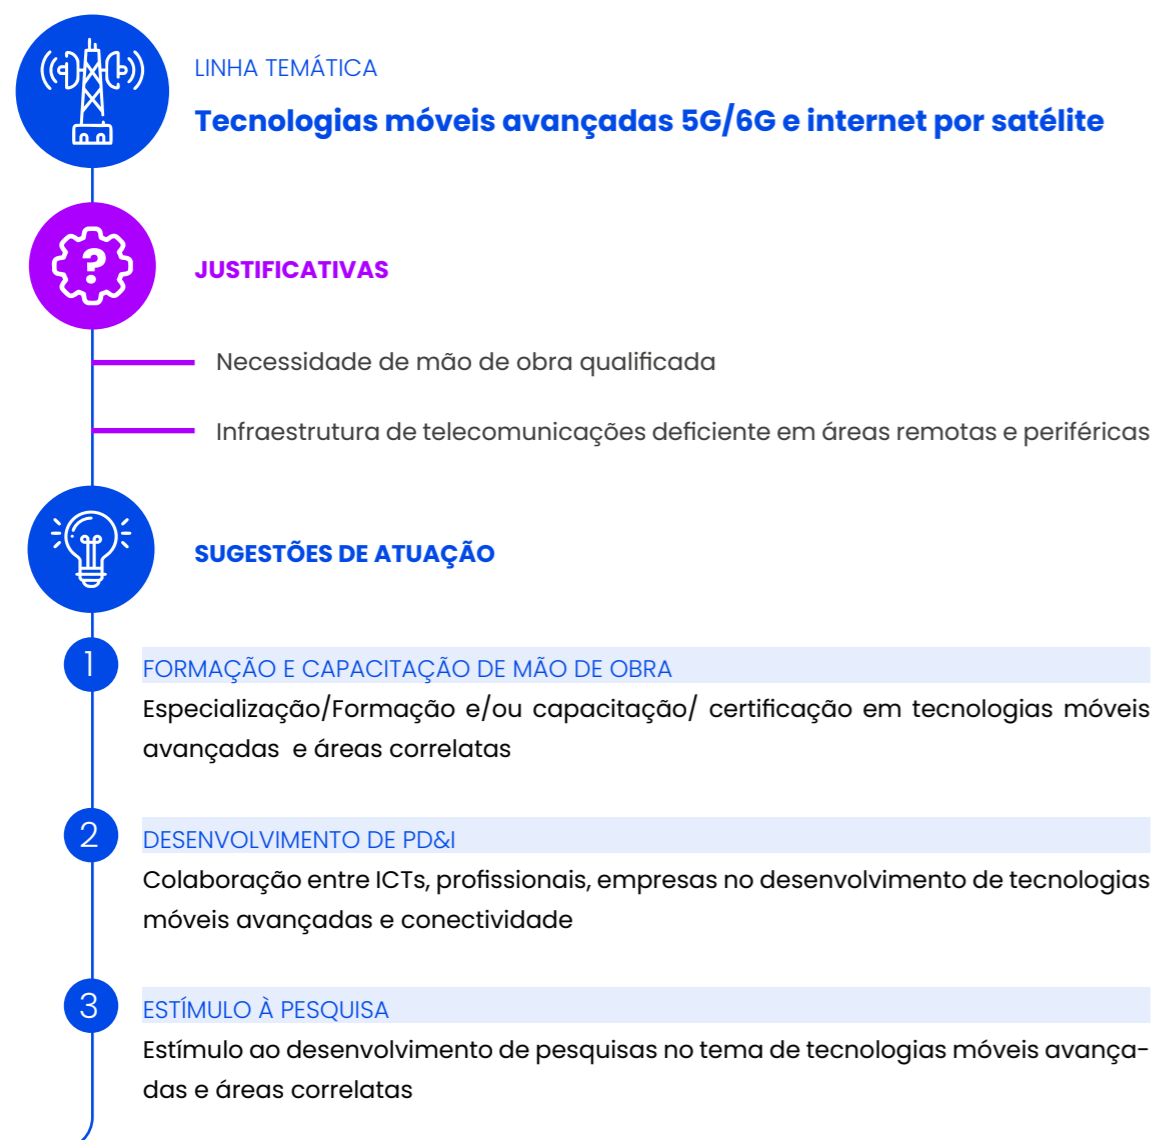 LINHA TEMÁTICA
Tecnologias móveis avançadas 5G/6G e internet por satélite
?
JUSTIFICATIVAS
Necessidade de mão de obra qualificada
Infraestrutura de telecomunicações deficiente em áreas remotas e periféricas
SUGESTÕES DE ATUAÇÃO
1 FORMAÇÃO E CAPACITAÇÃO DE MÃO DE OBRA
Especialização/Formação e/ou capacitação/ certificação em tecnologias móveis
avançadas e áreas correlatas
2 DESENVOLVIMENTO DE PD&I
Colaboração entre ICTs, profissionais, empresas no desenvolvimento de tecnologias
móveis avançadas e conectividade
3 ESTÍMULO À PESQUISA
Estímulo ao desenvolvimento de pesquisas no tema de tecnologias móveis avança-
das e áreas correlatas